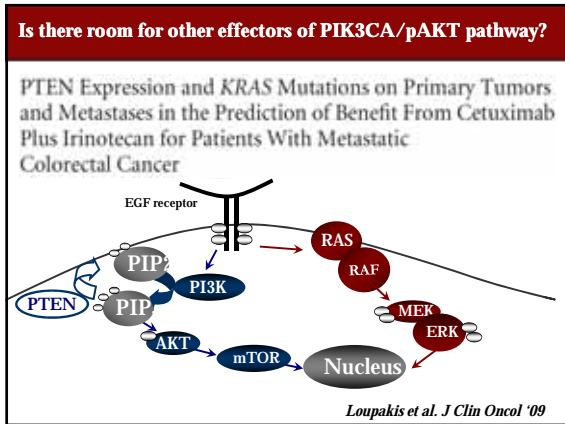 Is there room for other effectors of PIK3CA/pAKT pathway?
PTEN Expression and KRAS Mutations on Primary Tumors
and Metastases in the Prediction of Benefit From Cetuximab
Plus Irinotecan for Patients With Metastatic
Colorectal Cancer
EGF receptor
RAS
PIP2
RAF
PI3K
PTEN
PIP
MEK
ERK
AKT
mTOR
Nucleus
Loupakis et al. J Clin Oncol ‘09